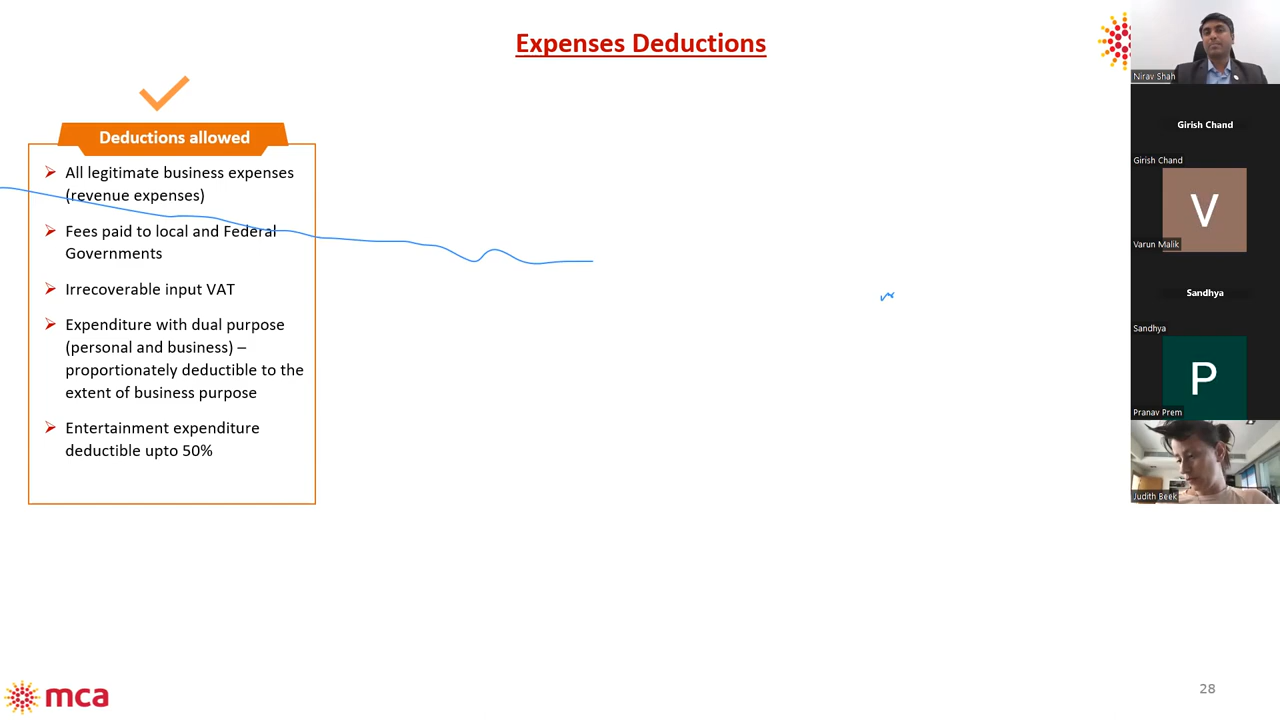 Expenses Deductions
Deductions allowed
All legitimate business expenses
(revenue expenses)
Fees paid to local and Federal
Governments
Irrecoverable input VAT
Expenditure with dual purpose
(personal and business) –
proportionately deductible to the
extent of business purpose
Entertainment expenditure
deductible upto 50%
mca
28
Nirav Shah
Girish Chand
Girish Chand
V
Varun Malik
Sandhya
Sandhya
P
Pranav Prem
Judith Beek